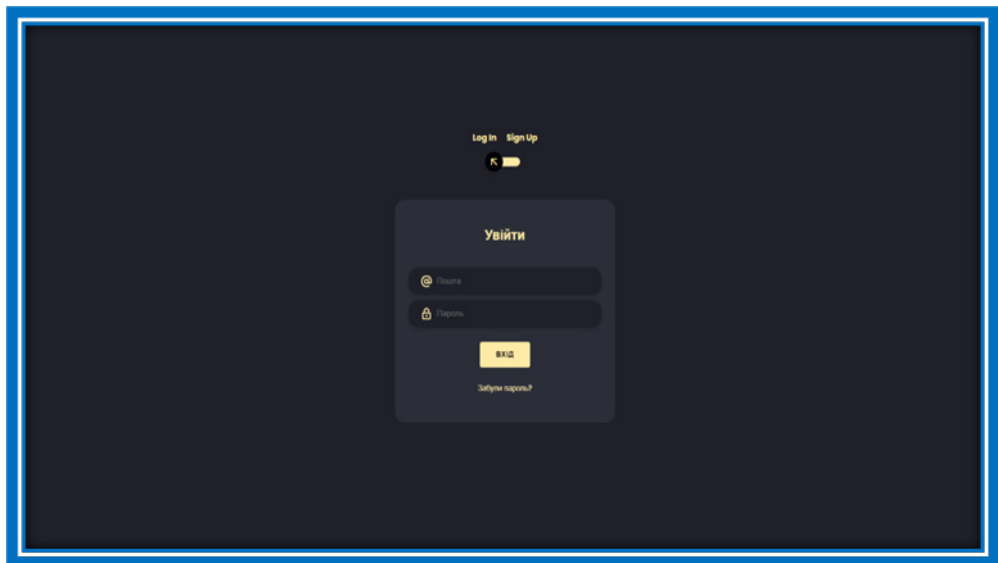 Log In Sign Up
Увійти
@ Пошта
Пароль
ВХІД
Забули пароль?